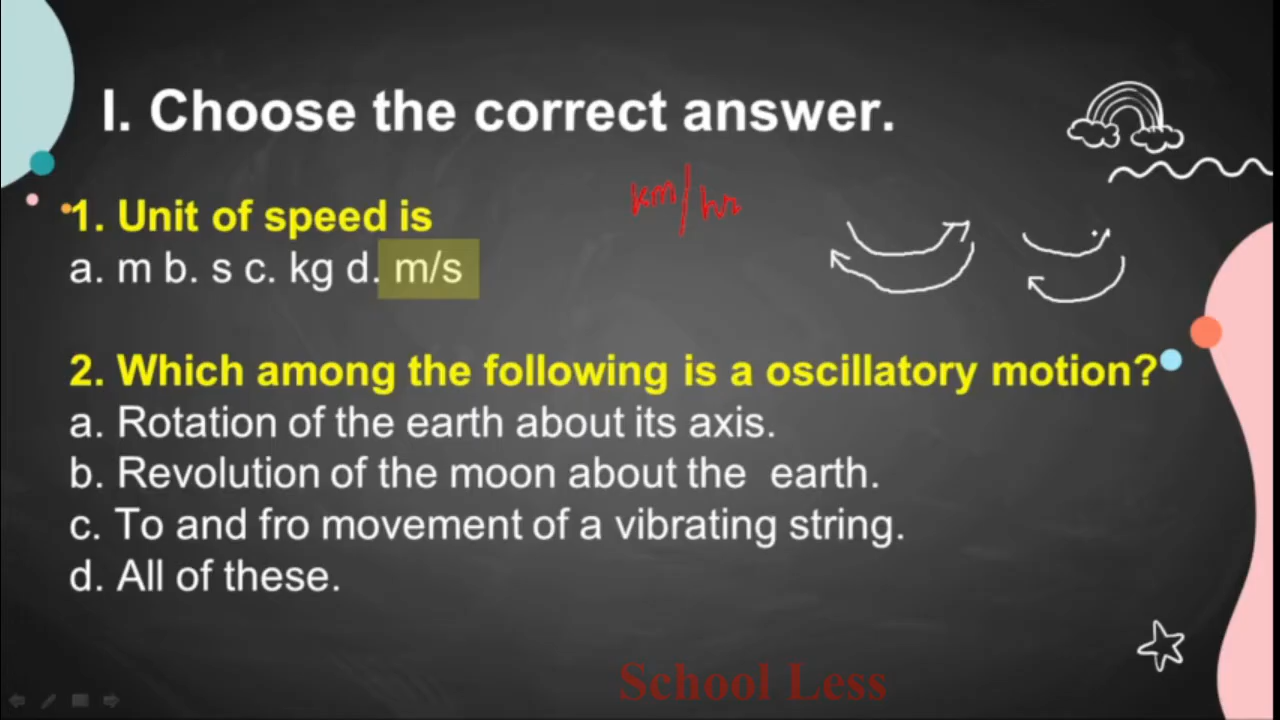 I. Choose the correct answer.
km/hr
1. Unit of speed is
a. m b. s c. kg d. m/s
2. Which among the following is a oscillatory motion?
a. Rotation of the earth about its axis.
b. Revolution of the moon about the earth.
c. To and fro movement of a vibrating string.
d. All of these.
School Less